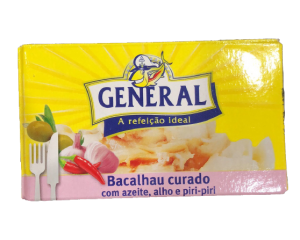 GENERAL
A refeição ideal
Bacalhau curado
com azeite, alho e piri-piri